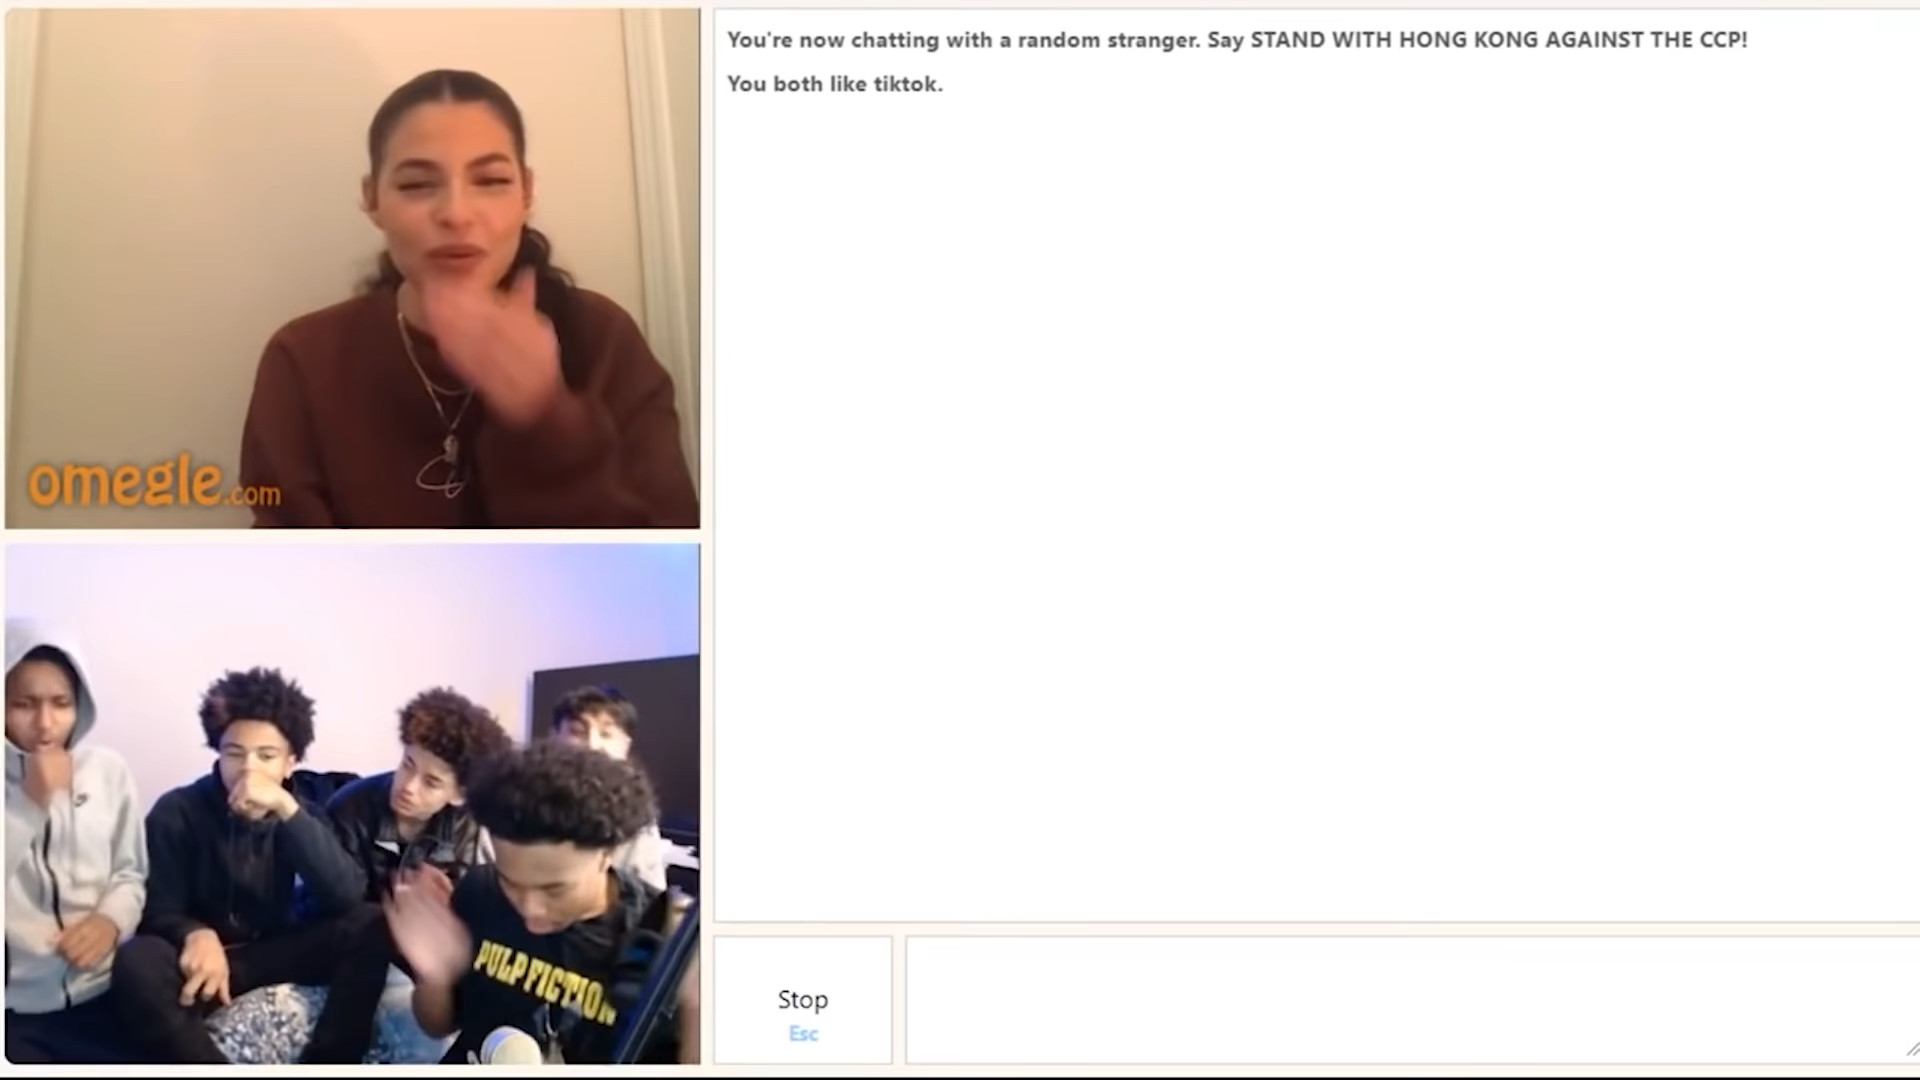 You're now chatting with a random stranger. Say STAND WITH HONG KONG AGAINST THE CCP!
You both like tiktok.
omegle.com
PULP FICTION
Stop
Esc